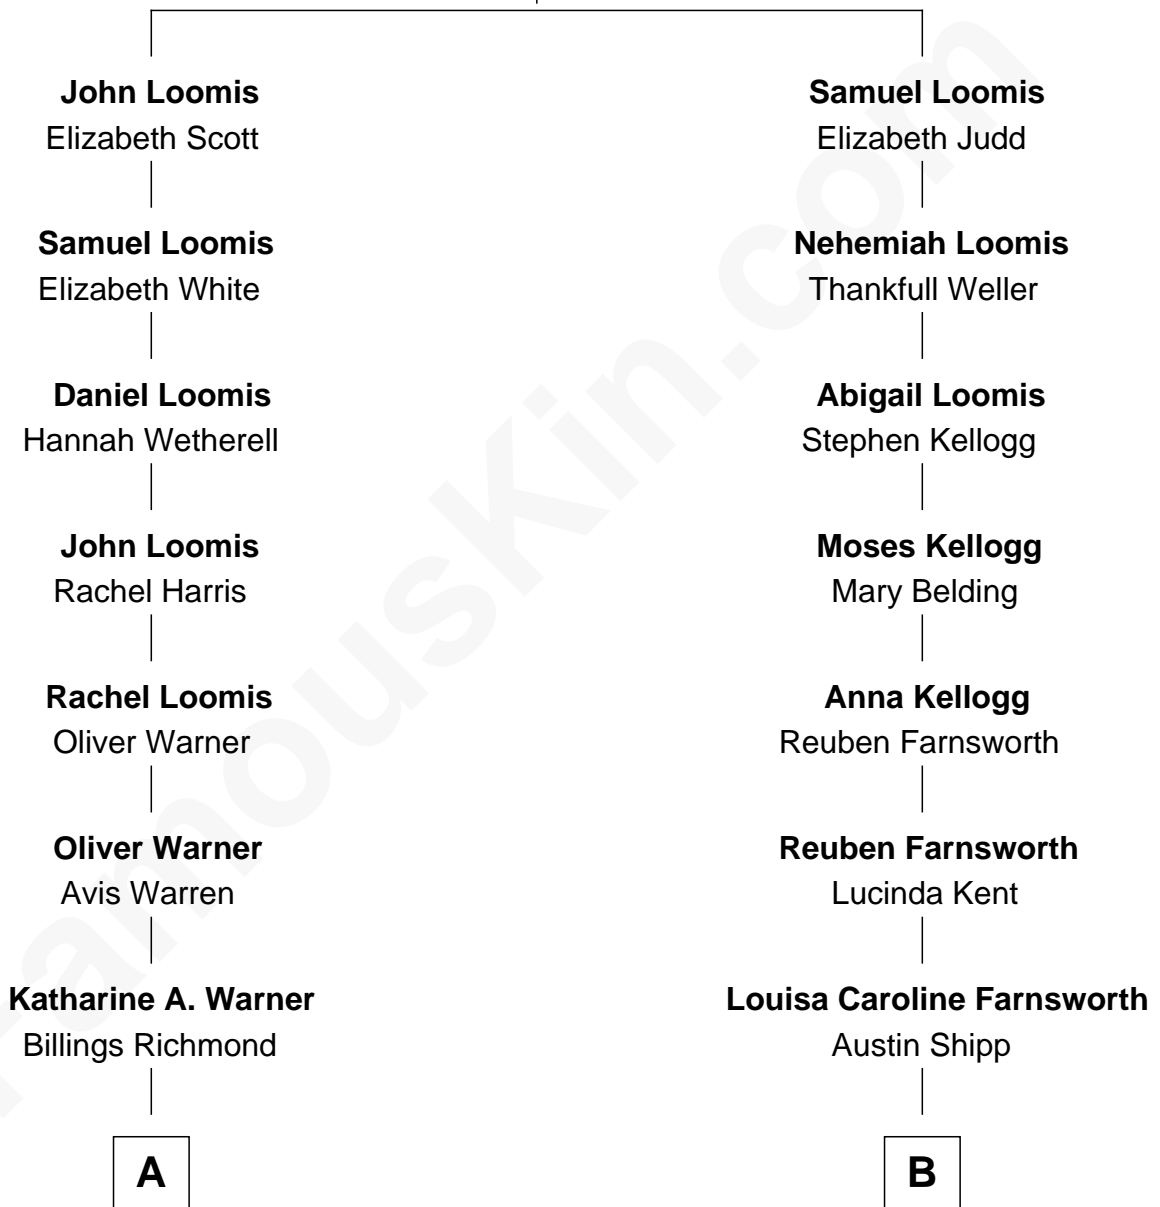 John Loomis
Elizabeth Scott
Samuel Loomis
Elizabeth Judd
Samuel Loomis
Elizabeth White
Nehemiah Loomis
Thankfull Weller
Daniel Loomis
Hannah Wetherell
Abigail Loomis
Stephen Kellogg
John Loomis
Rachel Harris
Moses Kellogg
Mary Belding
Rachel Loomis
Oliver Warner
Anna Kellogg
Reuben Farnsworth
Oliver Warner
Avis Warren
Reuben Farnsworth
Lucinda Kent
Katharine A. Warner
Billings Richmond
Louisa Caroline Farnsworth
Austin Shipp
A
B
FamousKin.com